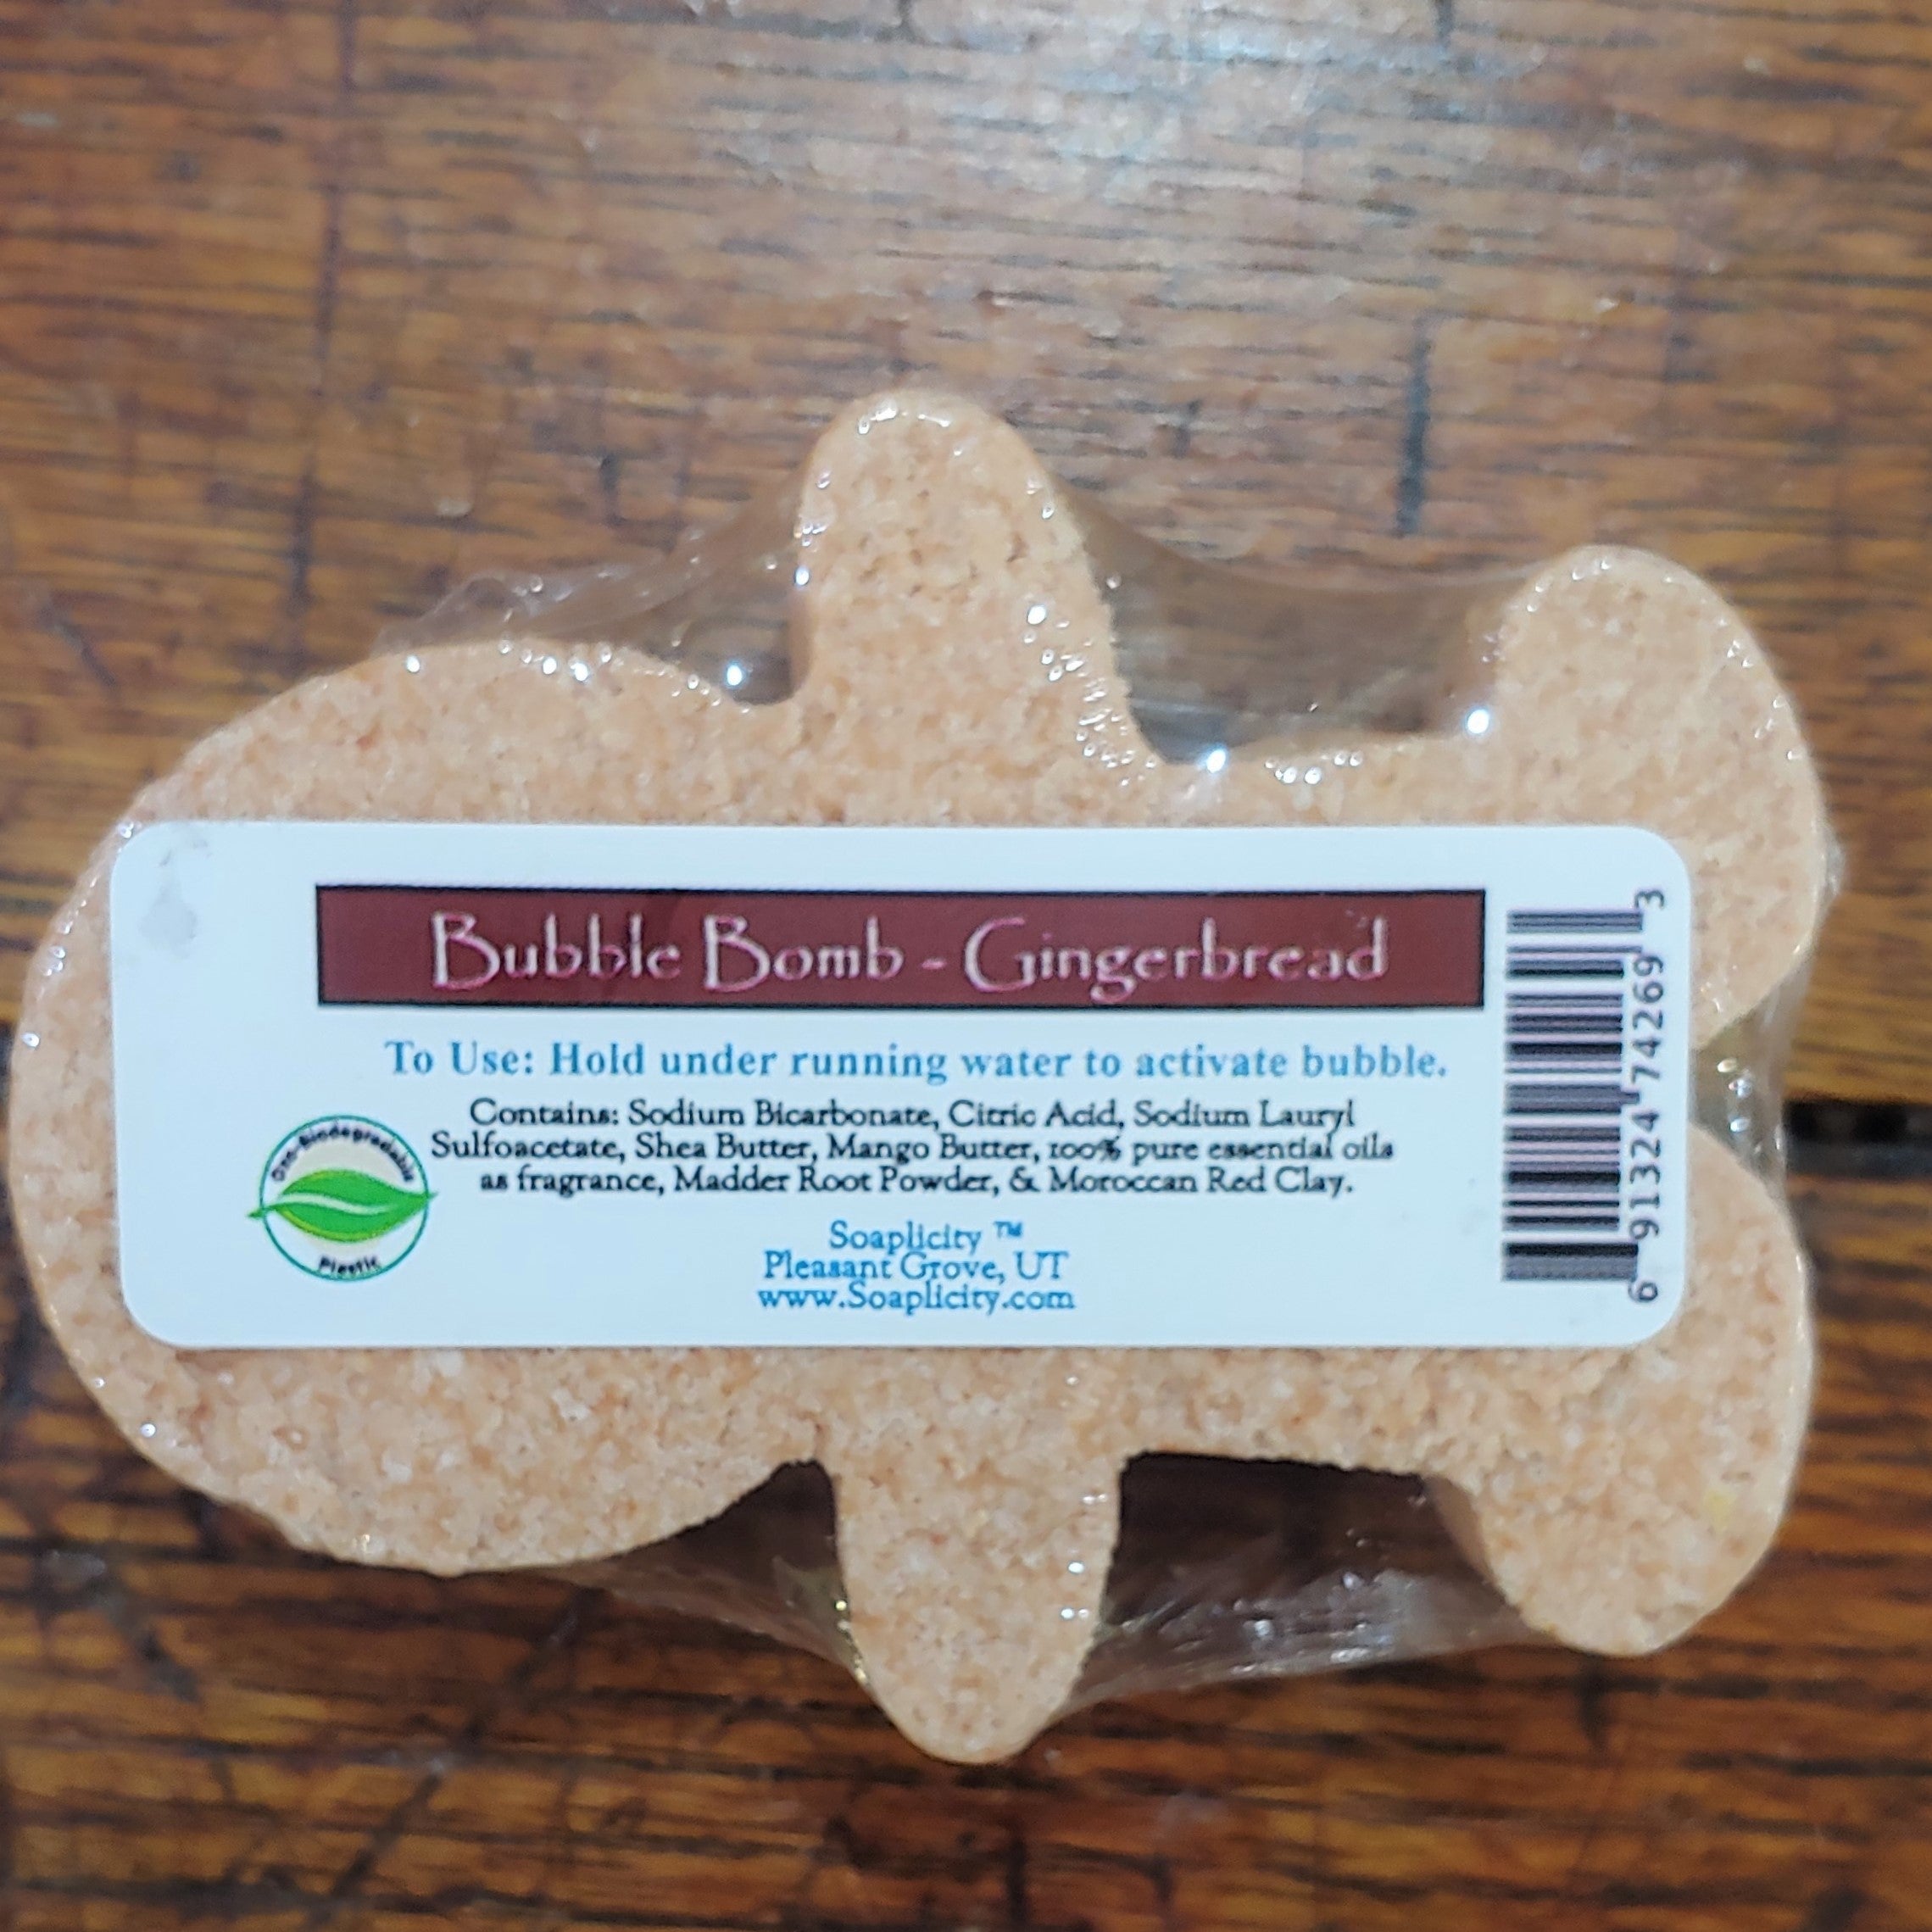 Bubble Bomb - Gingerbread
To Use: Hold under running water to activate bubble.
Contains: Sodium Bicarbonate, Citric Acid, Sodium Lauryl
Sulfoacetate, Shea Butter, Mango Butter, 100% pure essential oils
as fragrance, Madder Root Powder, & Moroccan Red Clay.
Oxo-Biodegradable
Plastic
Soaplicity ™
Pleasant Grove, UT
www.Soaplicity.com
6 91324 74269 3